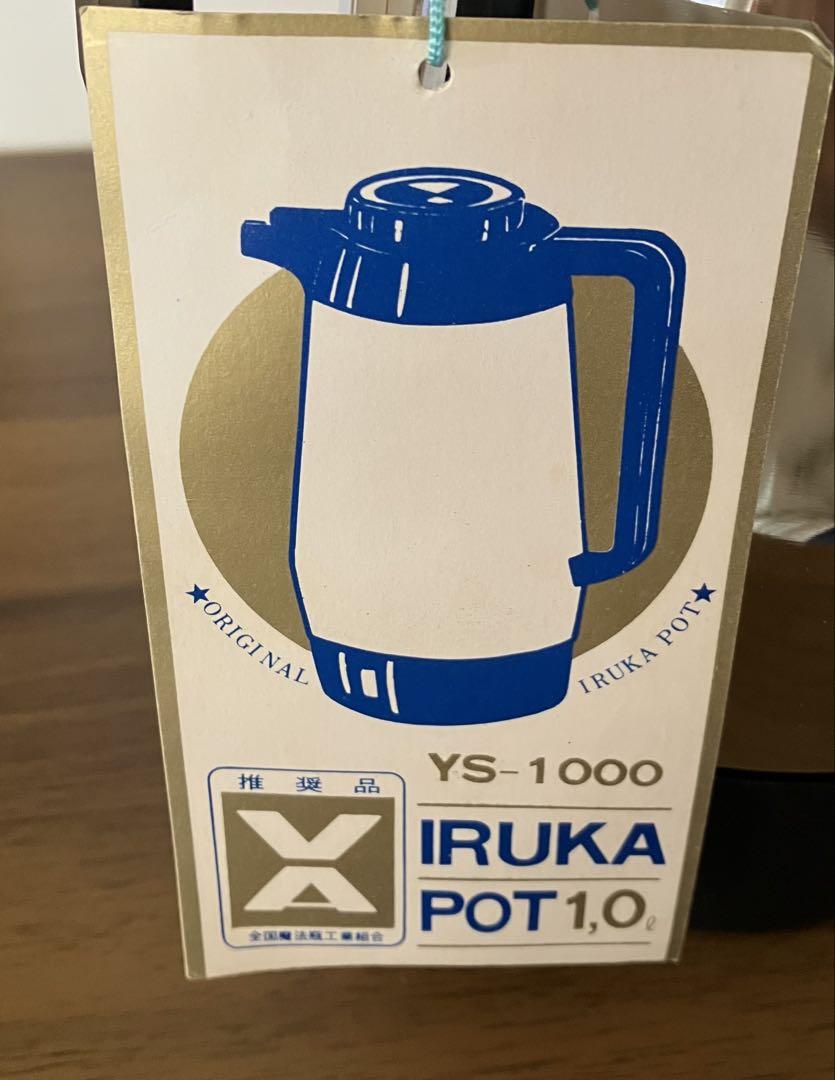 ★ORIGINAL IRUKA POT★
YS-1000
IRUKA
POT 1,0ℓ
推奨品
VA
全国魔法瓶工業組合